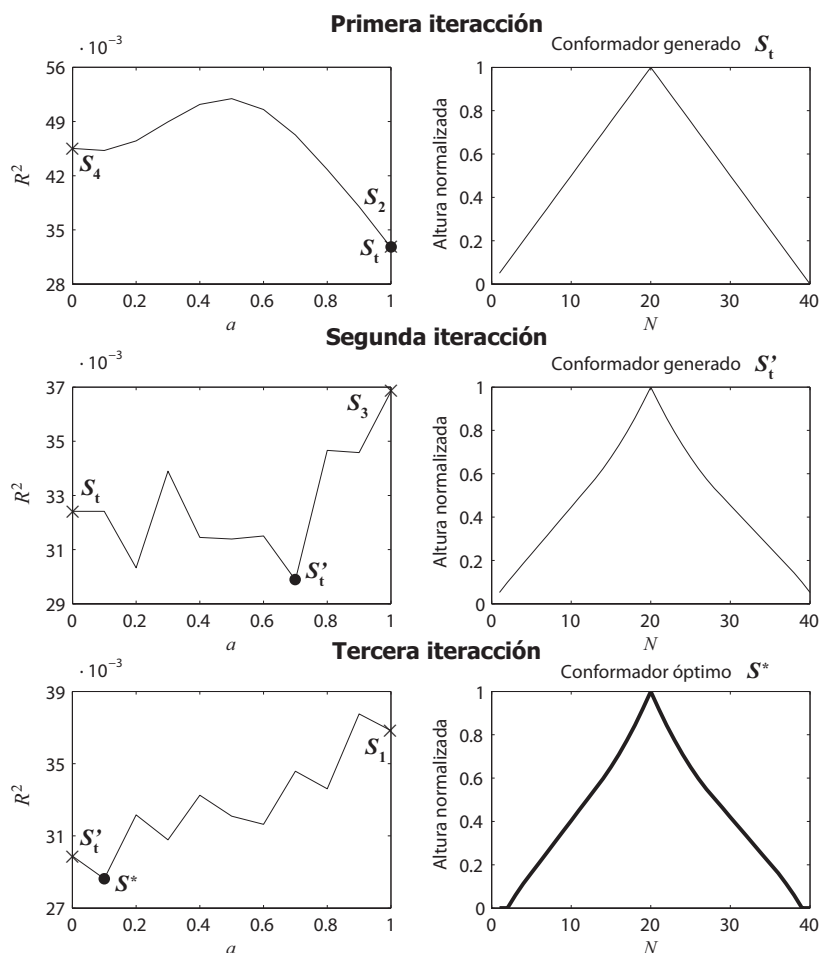 Primera iteracción
· 10⁻³
56
49
42
35
28
R²
S₄
S₂
Sₜ
0 0.2 0.4 0.6 0.8 1
a
Conformador generado Sₜ
1
0.8
0.6
0.4
0.2
0
Altura normalizada
0 10 20 30 40
N
Segunda iteracción
· 10⁻³
37
35
33
31
29
R²
Sₜ
S₃
Sₜ’
0 0.2 0.4 0.6 0.8 1
a
Conformador generado Sₜ’
1
0.8
0.6
0.4
0.2
0
Altura normalizada
0 10 20 30 40
N
Tercera iteracción
· 10⁻³
39
35
31
27
R²
Sₜ’
S*
S₁
0 0.2 0.4 0.6 0.8 1
a
Conformador óptimo S*
1
0.8
0.6
0.4
0.2
0
Altura normalizada
0 10 20 30 40
N